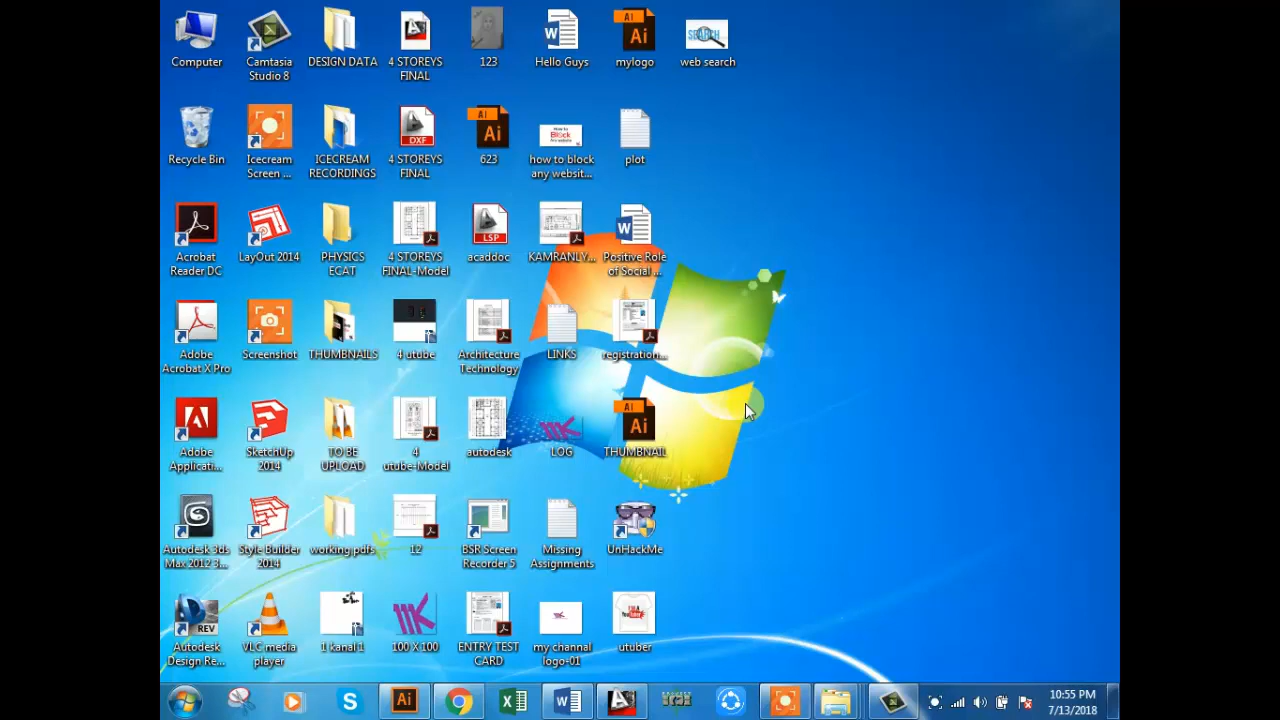 Computer
Camtasia
Studio 8
DESIGN DATA
4 STOREYS
FINAL
123
Hello Guys
mylogo
web search
Recycle Bin
Icecream
Screen ...
ICECREAM
RECORDINGS
4 STOREYS
FINAL
623
how to block
any websit...
plot
Acrobat
Reader DC
LayOut 2014
PHYSICS
ECAT
4 STOREYS
FINAL-Model
acaddoc
KAMRANLY...
Positive Role
of Social ...
Adobe
Acrobat X Pro
Screenshot
THUMBNAILS
4 utube
Architecture
Technology
LINKS
registration...
Adobe
Applicati...
SketchUp
2014
TO BE
UPLOAD
4
utube-Model
autodesk
LOG
THUMBNAIL
Autodesk 3ds
Max 2012 3...
Style Builder
2014
working pdfs
12
BSR Screen
Recorder 5
Missing
Assignments
UnHackMe
Autodesk
Design Re...
VLC media
player
1 kanal 1
100 X 100
ENTRY TEST
CARD
my channal
logo-01
utuber
10:55 PM
7/13/2018